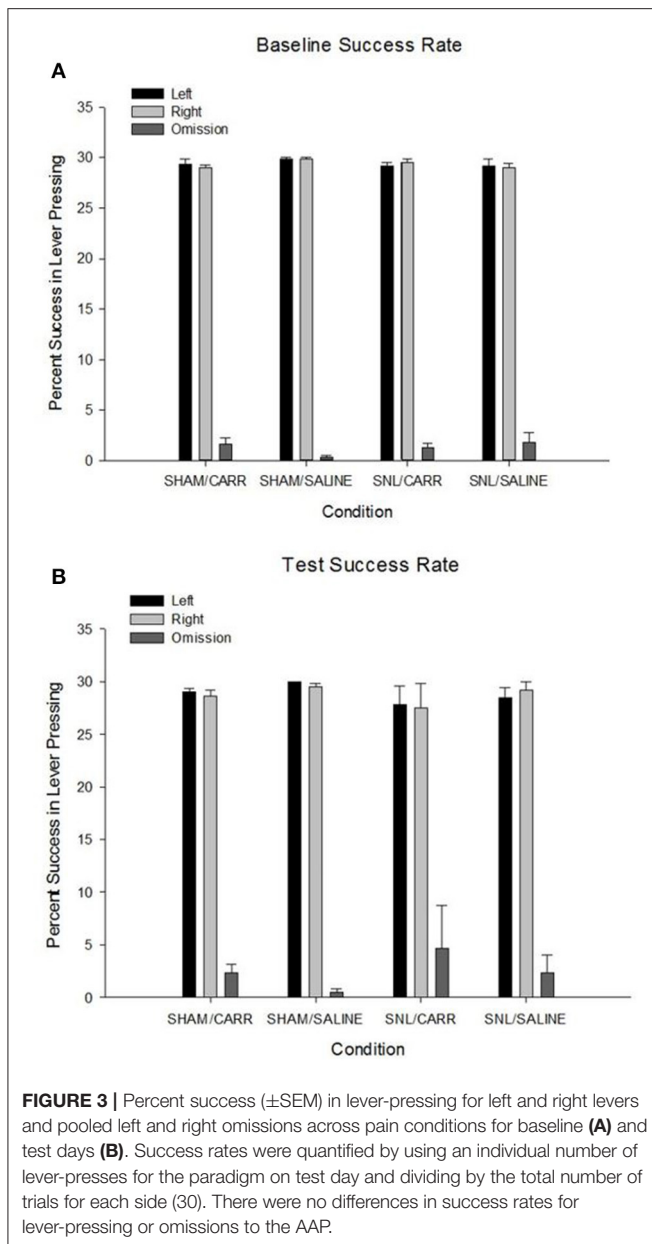 Baseline Success Rate
A
Left
Right
Omission
35
30
25
20
15
10
5
0
Percent Success in Lever Pressing
SHAM/CARR SHAM/SALINE SNL/CARR SNL/SALINE
Condition
Test Success Rate
B
Left
Right
Omission
35
30
25
20
15
10
5
0
Percent Success in Lever Pressing
SHAM/CARR SHAM/SALINE SNL/CARR SNL/SALINE
Condition
FIGURE 3 | Percent success (±SEM) in lever-pressing for left and right levers
and pooled left and right omissions across pain conditions for baseline (A) and
test days (B). Success rates were quantified by using an individual number of
lever-presses for the paradigm on test day and dividing by the total number of
trials for each side (30). There were no differences in success rates for
lever-pressing or omissions to the AAP.